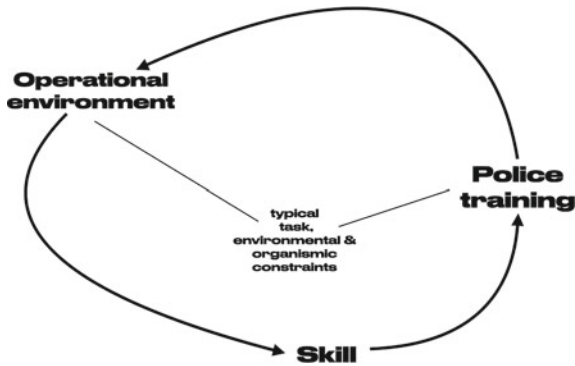 Operational
environment
Police
training
typical
task,
environmental &
organismic
constraints
Skill